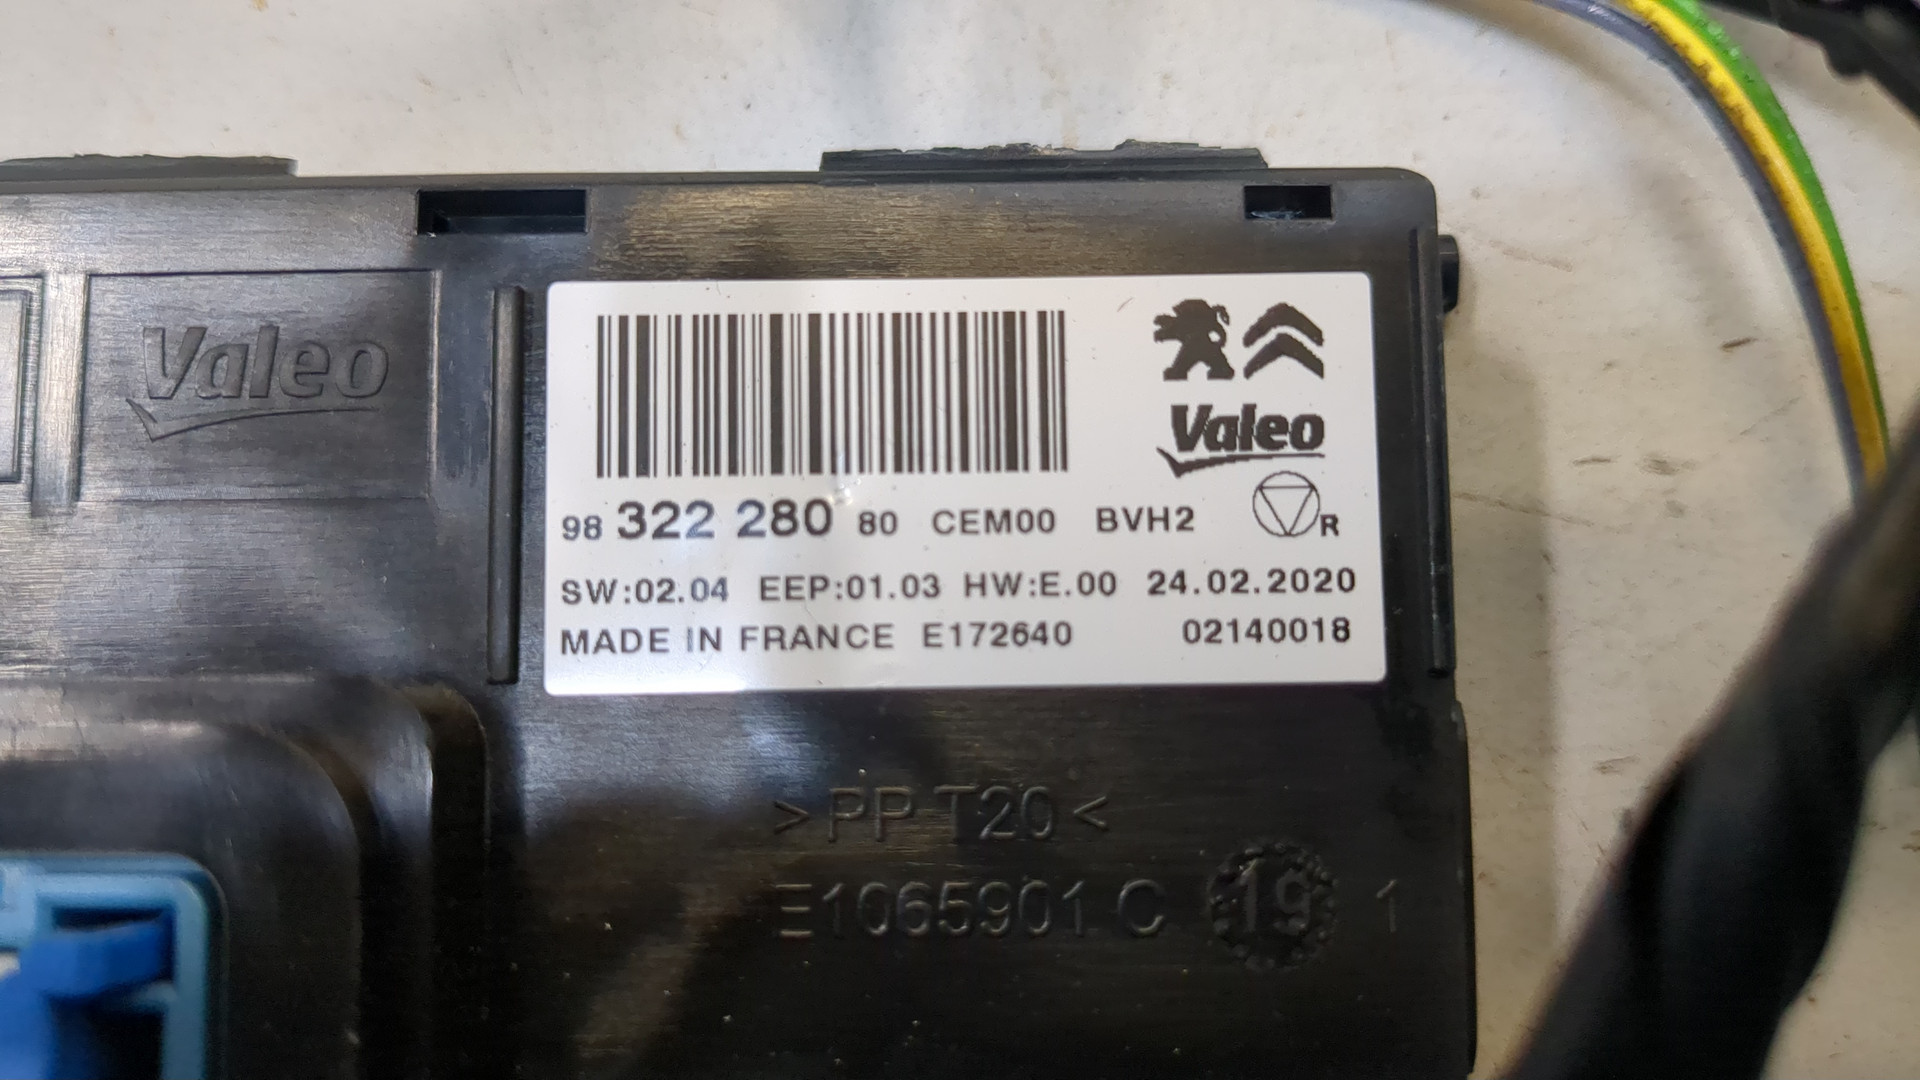 Valeo
Valeo
98 322 280 80 CEM00 BVH2 R
SW:02.04 EEP:01.03 HW:E.00 24.02.2020
MADE IN FRANCE E172640 02140018
>PP T20<
E1065901 C 19 1